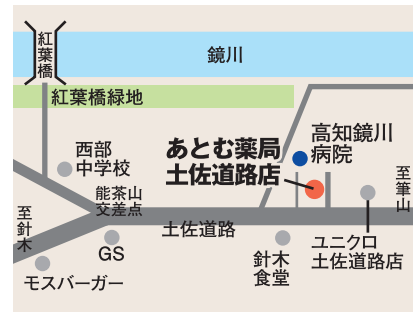 紅葉橋
鏡川
紅葉橋緑地
西部
中学校
あとむ薬局
土佐道路店
高知鏡川
病院
至筆山
能茶山
交差点
至針木
土佐道路
GS
モスバーガー
針木
食堂
ユニクロ
土佐道路店